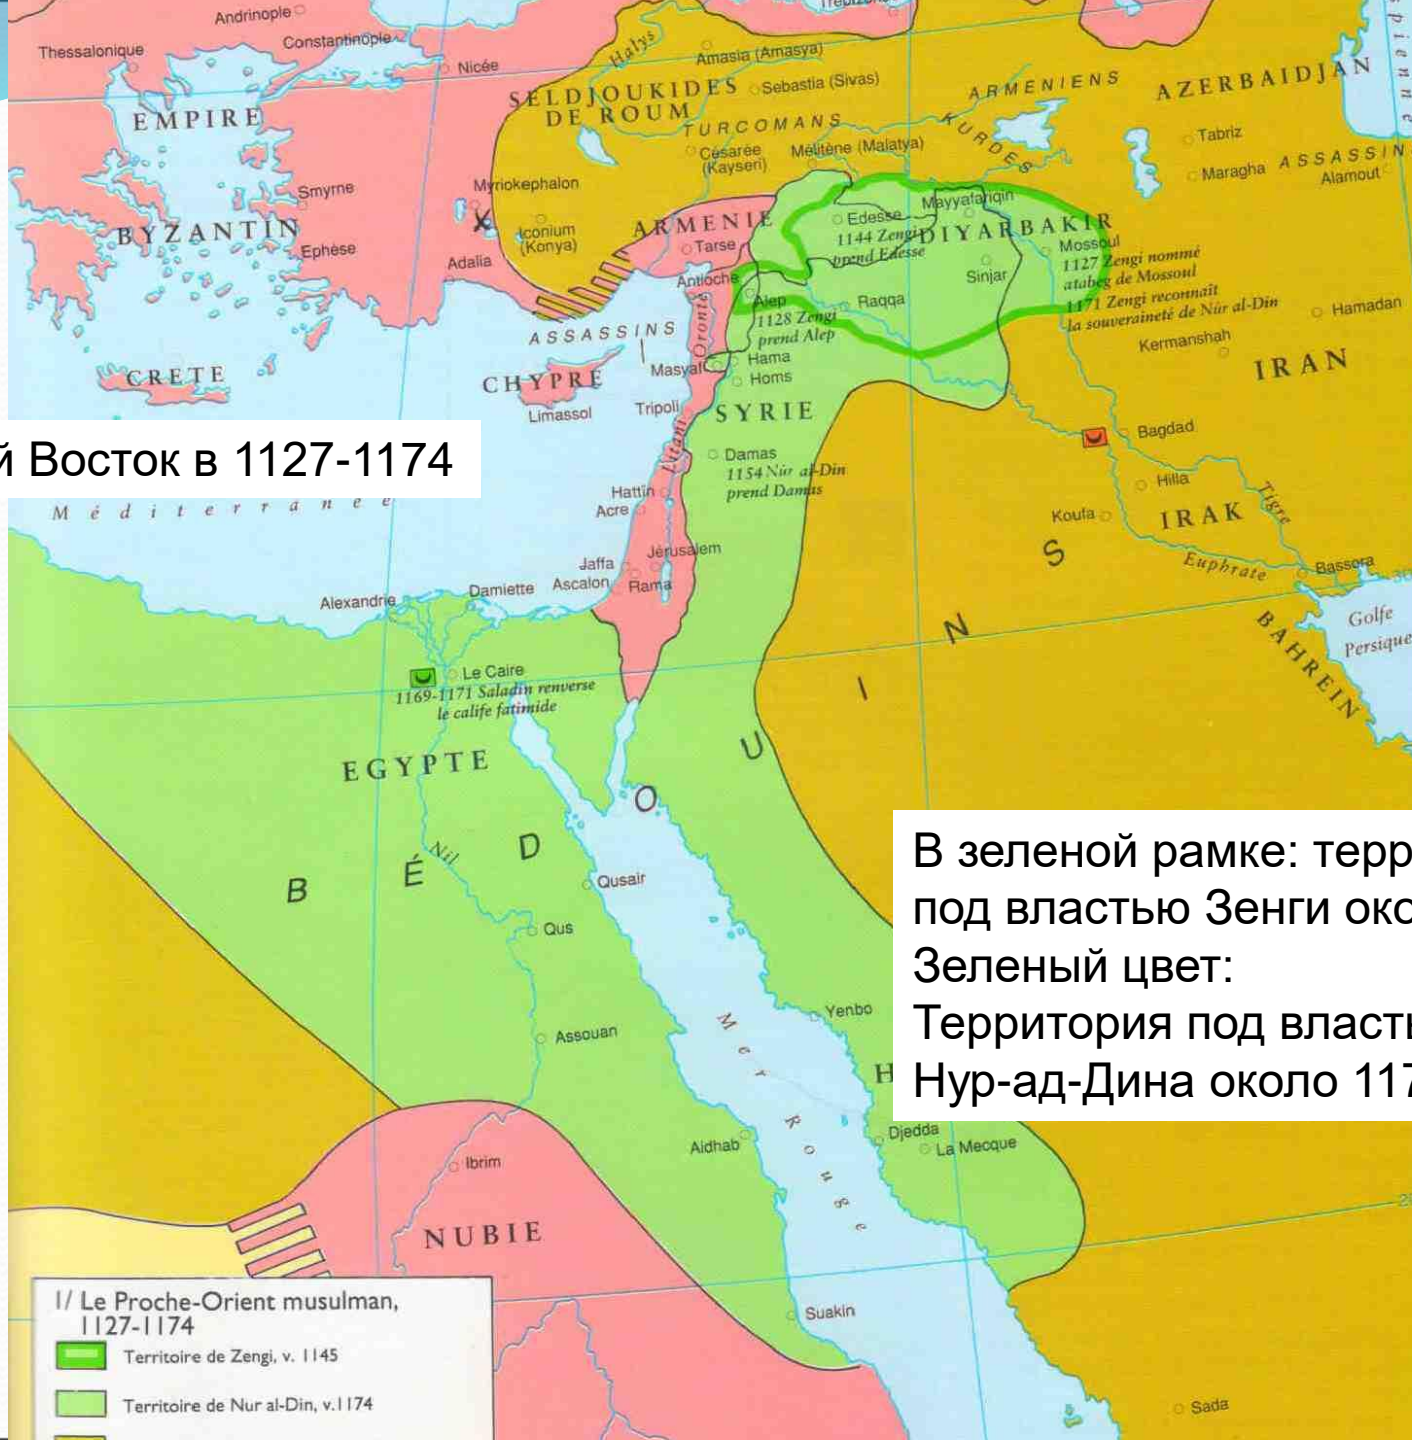 Andrinople
Constantinople
Thessalonique
Nicée
Halys
Amasia (Amasya)
SELDJOUKIDES
DE ROUM
Sebastia (Sivas)
ARMENIENS
AZERBAIDJAN
EMPIRE
TURCOMANS
KURDES
Césarée
(Kayseri)
Mélitène (Malatya)
Tabriz
Maragha
ASSASSIN
Alamout
Smyrne
Myriokephalon
BYZANTIN
Ephèse
Iconium
(Konya)
Adalia
ARMENIE
Tarse
Edesse
1144 Zengi
prend Edesse
Mayyafariqin
DIYARBAKIR
Mossoul
1127 Zengi nommé
atabeg de Mossoul
1171 Zengi reconnaît
la souveraineté de Nûr al-Din
Sinjar
Antioche
Alep
1128 Zengi
prend Alep
Raqqa
Hamadan
Kermanshah
IRAN
ASSASSINS
Oronte
Masyaf
Hama
Homs
CRETE
CHYPRE
Limassol
Tripoli
SYRIE
Litani
й Восток в 1127-1174
Damas
1154 Nûr al-Din
prend Damas
Bagdad
Hilla
Tigre
Koufa
IRAK
Euphrate
Bassora
Méditerranée
Hattîn
Acre
Jaffa
Jérusalem
Ascalon
Rama
Alexandrie
Damiette
Golfe
Persique
BAHREIN
Le Caire
1169-1171 Saladin renverse
le calife fatimide
EGYPTE
BÉDOUINS
Nil
Qusair
Qus
В зеленой рамке: терр
под властью Зенги око
Зеленый цвет:
Территория под власть
Нур-ад-Дина около 117
Yenbo
Assouan
Mer Rouge
H
Djedda
La Mecque
Aidhab
Ibrim
NUBIE
Suakin
Sada
I/ Le Proche-Orient musulman,
1127-1174
Territoire de Zengi, v. 1145
Territoire de Nur al-Din, v.1174